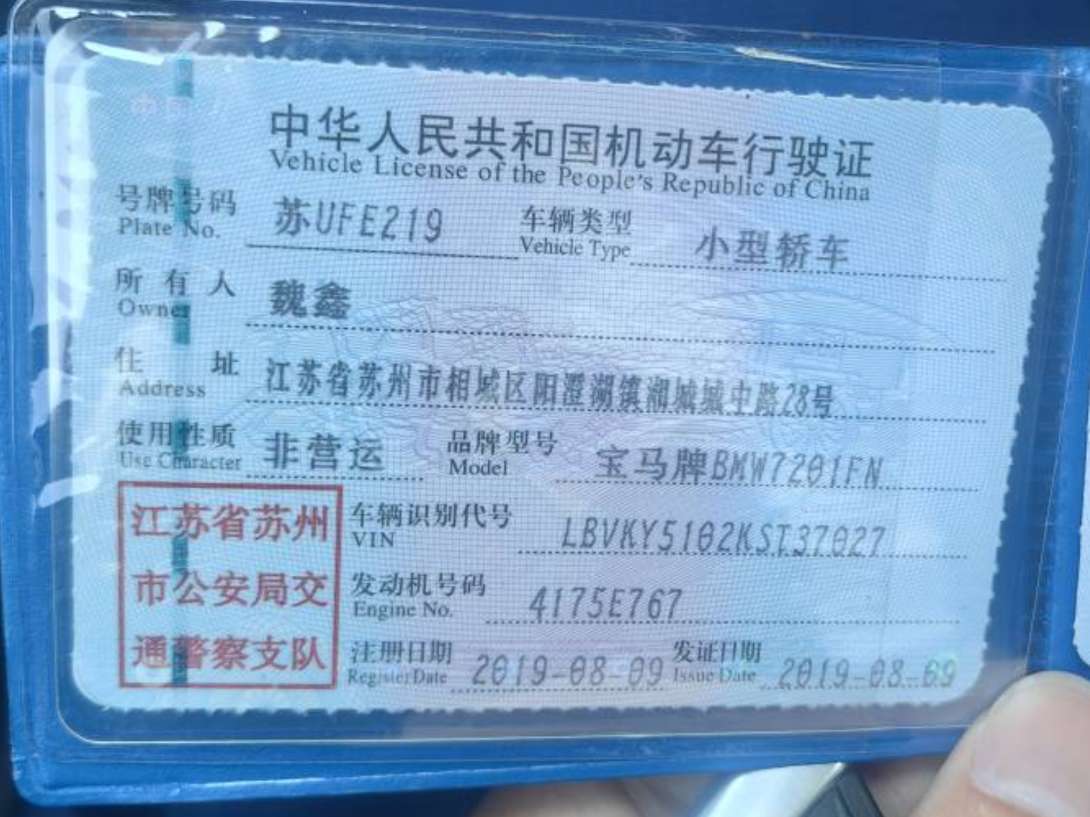 中华人民共和国机动车行驶证
Vehicle License of the People's Republic of China
号牌号码 苏UFE219 车辆类型 小型轿车
Plate No. Vehicle Type
所有人 魏鑫
Owner
住址 江苏省苏州市相城区阳澄湖镇湘城城中路28号
Address
使用性质 非营运 品牌型号 宝马牌BMW7201FN
Use Character Model
江苏省苏州
市公安局交
通警察支队
车辆识别代号 LBVKY5102KST37027
VIN
发动机号码 4175E767
Engine No.
注册日期 2019-08-09 发证日期 2019-08-09
Register Date Issue Date